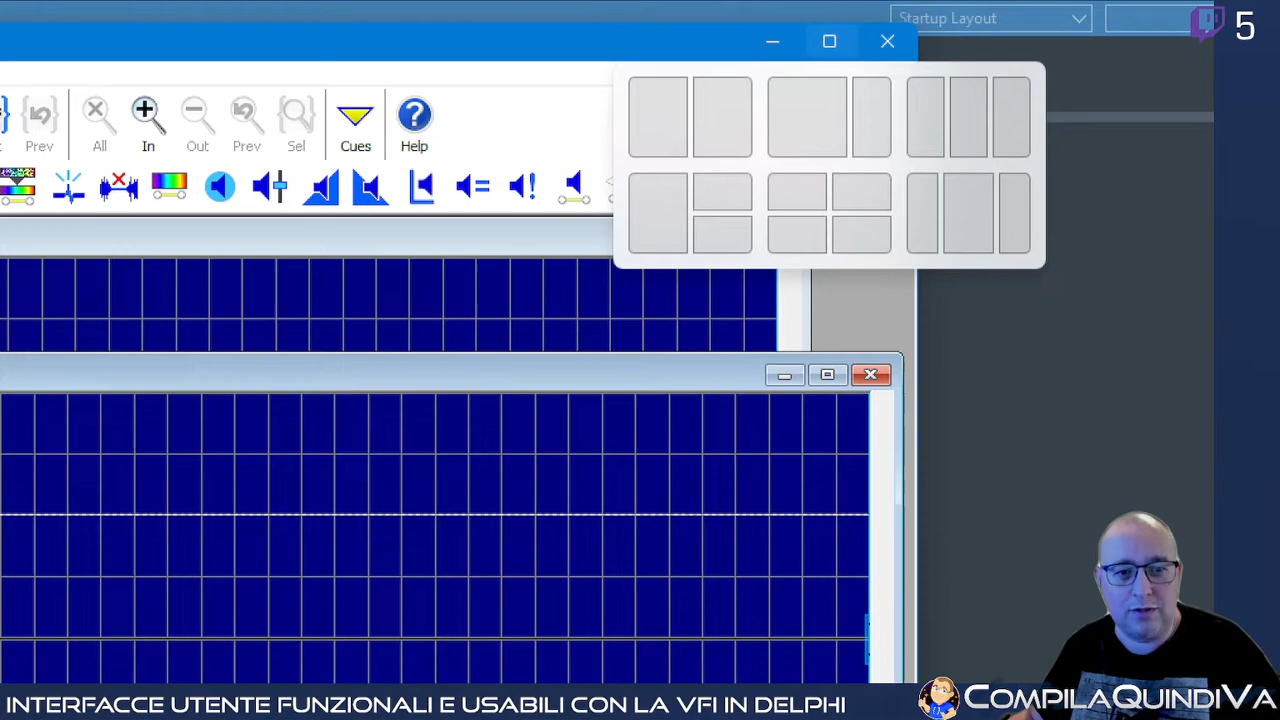 Startup Layout
5
Prev All In Out Prev Sel Cues Help
INTERFACCE UTENTE FUNZIONALI E USABILI CON LA VFI IN DELPHI
COMPILAQUINDIVA